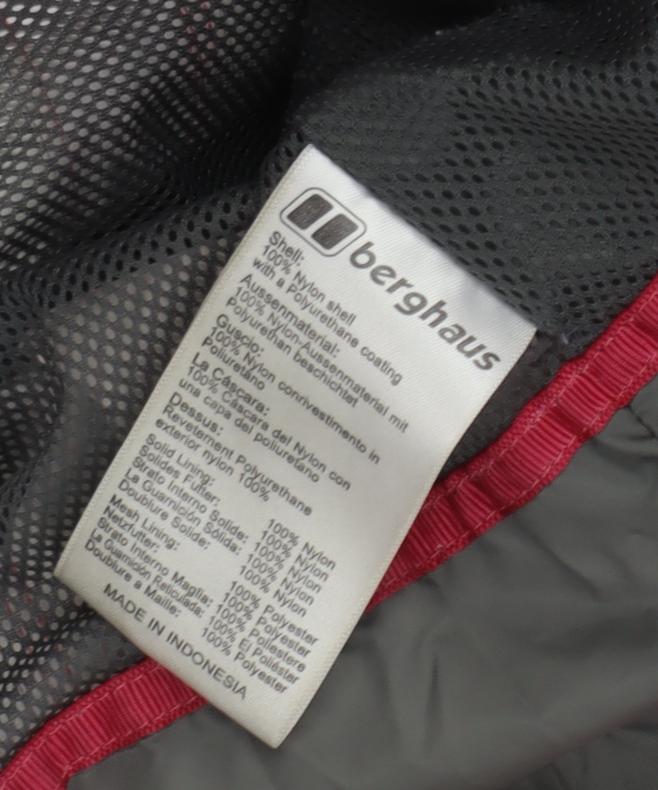 berghaus
Shell:
100% Nylon shell
with a Polyurethane coating
Aussenmaterial:
100% Nylon-Aussenmaterial mit
Polyurethan beschichtet
Guscio:
100% Nylon conrivestimento in
Poliuretano
La Cáscara:
100% Cáscara del Nylon con
una capa del poliuretano
Dessus:
Revetement Polyurethane
exterior nylon 100%
Solid Lining: 100% Nylon
Solides Futter: 100% Nylon
Strato Interno Solide: 100% Nylon
La Guarnición Sólida: 100% Nylon
Doublure Solide: 100% Nylon
Mesh Lining: 100% Polyester
Netzfutter: 100% Polyester
Strato Interno Maglia: 100% Poliestere
La Guarnición Reticulada: 100% El Poliéster
Doublure a Maille: 100% Polyester
MADE IN INDONESIA